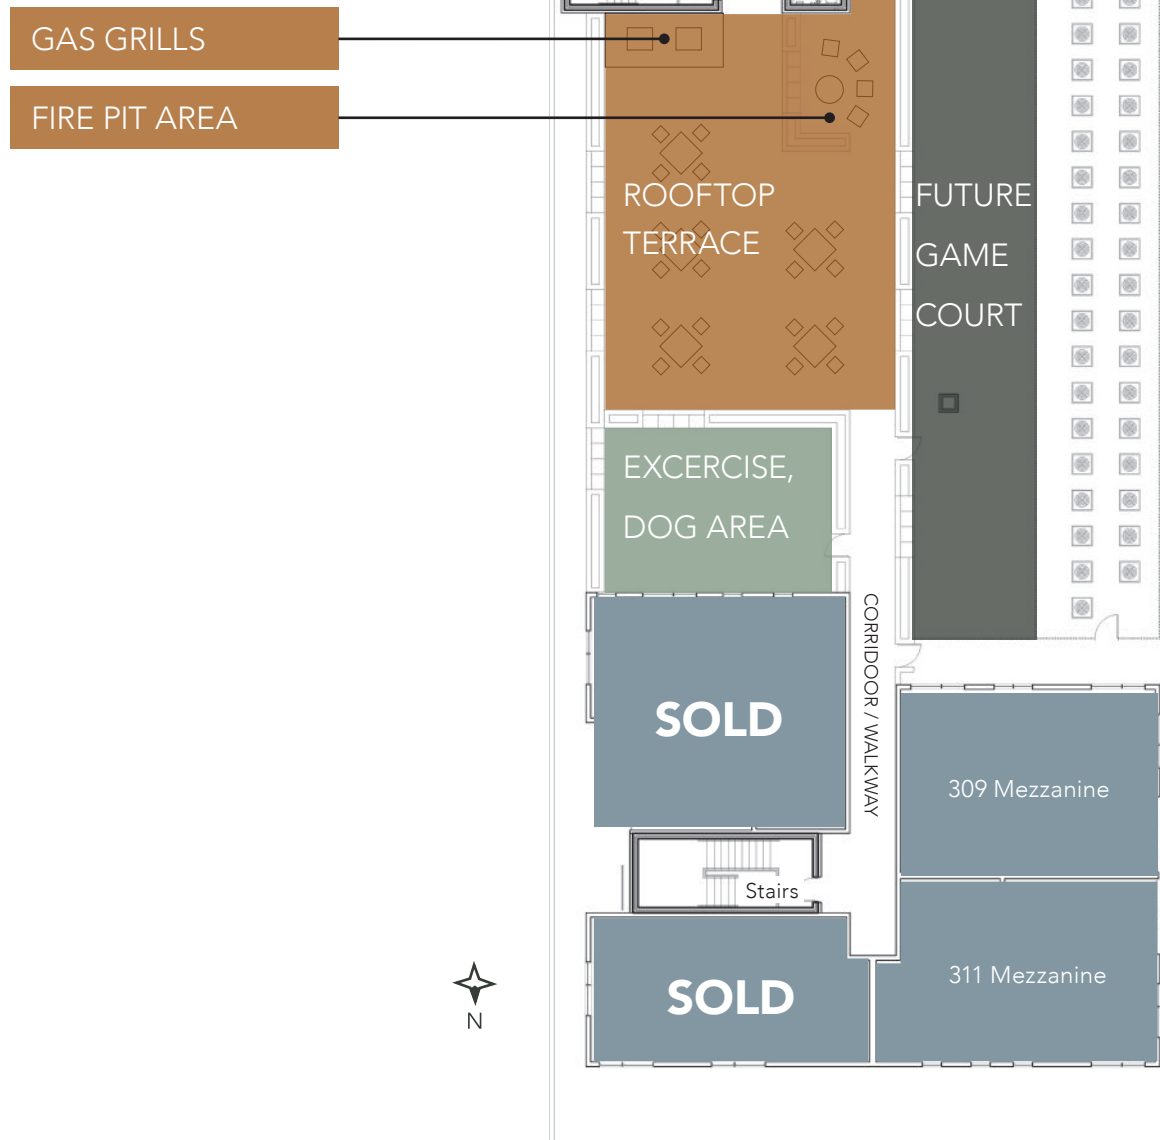 GAS GRILLS
FIRE PIT AREA
ROOFTOP
TERRACE
FUTURE
GAME
COURT
EXCERCISE,
DOG AREA
CORRIDOOR / WALKWAY
SOLD
309 Mezzanine
Stairs
SOLD
311 Mezzanine
N